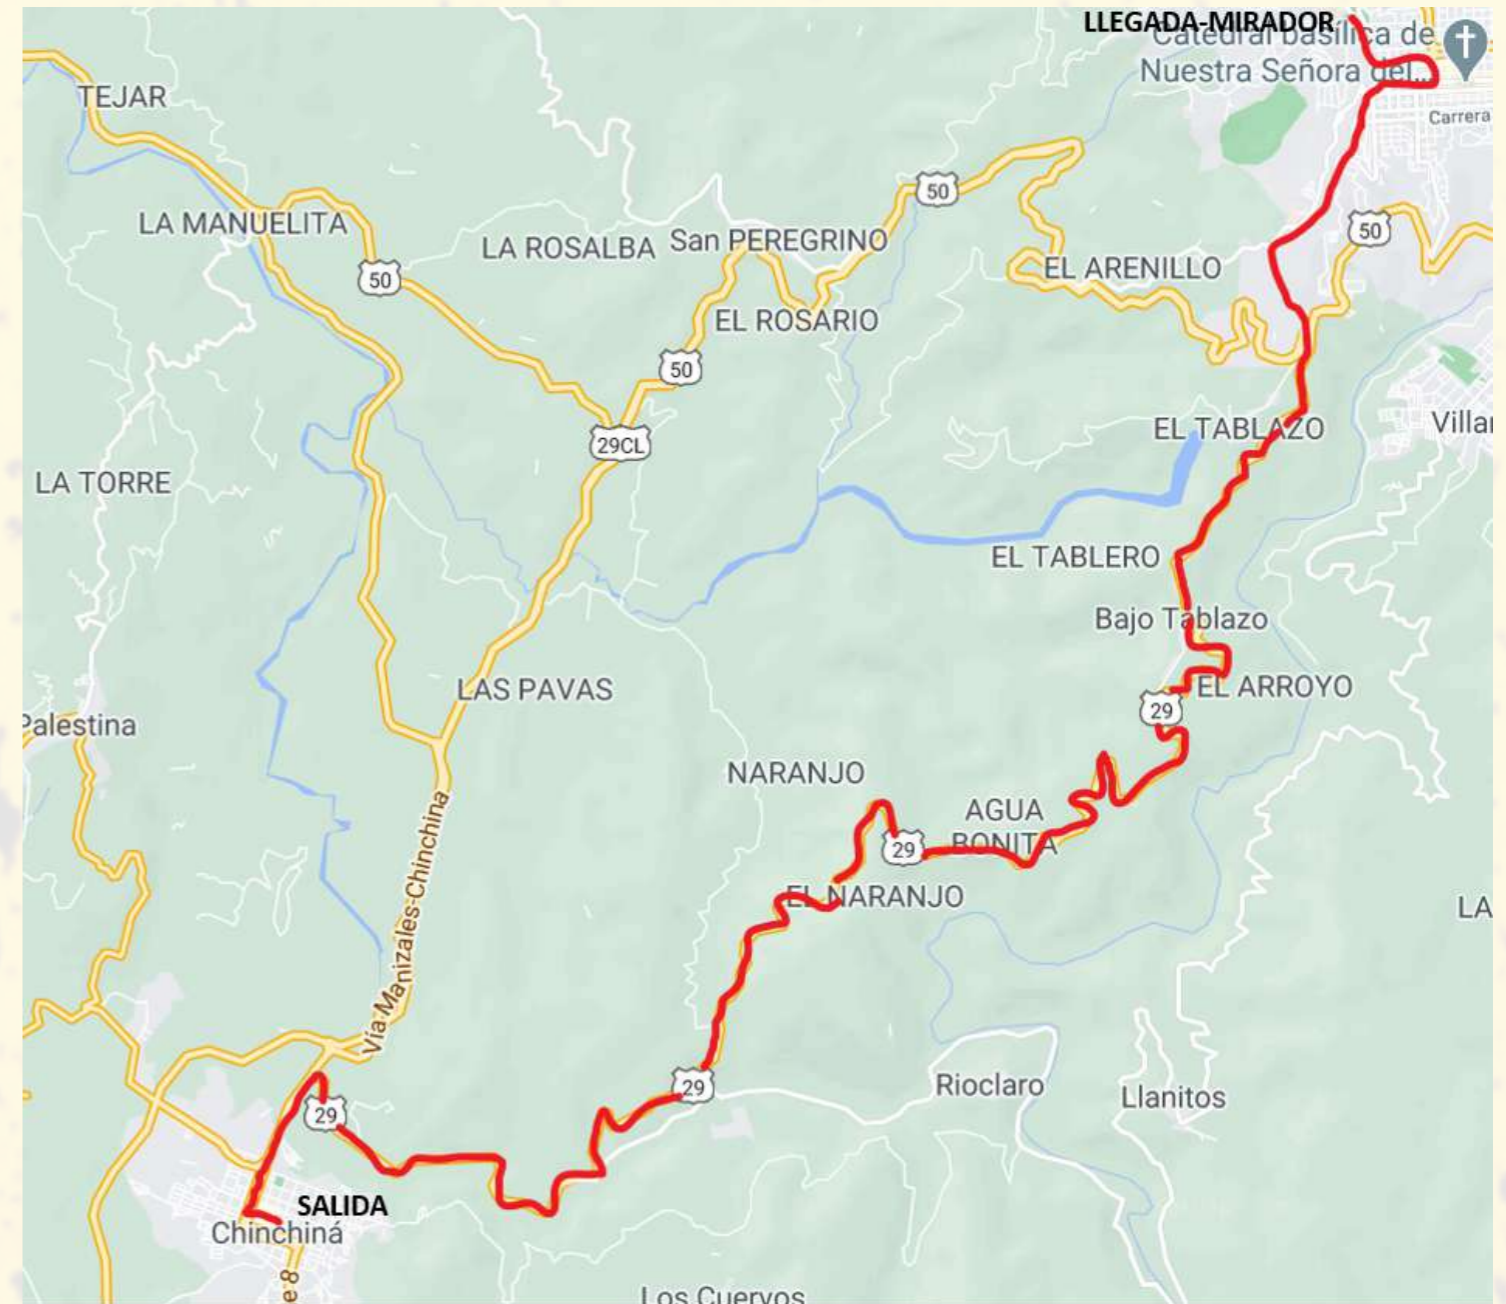 LLEGADA-MIRADOR
Catedral basílica de
Nuestra Señora del...
TEJAR
Carrera
50
LA MANUELITA
50
LA ROSALBA
San PEREGRINO
50
EL ARENILLO
EL ROSARIO
50
29CL
EL TABLAZO
Villa
LA TORRE
EL TABLERO
Bajo Tablazo
LAS PAVAS
EL ARROYO
29
Palestina
NARANJO
AGUA
BONITA
29
EL NARANJO
LA
Vía Manizales-Chinchina
29
Rioclaro
Llanitos
29
SALIDA
Chinchiná
e 8
Los Cuervos